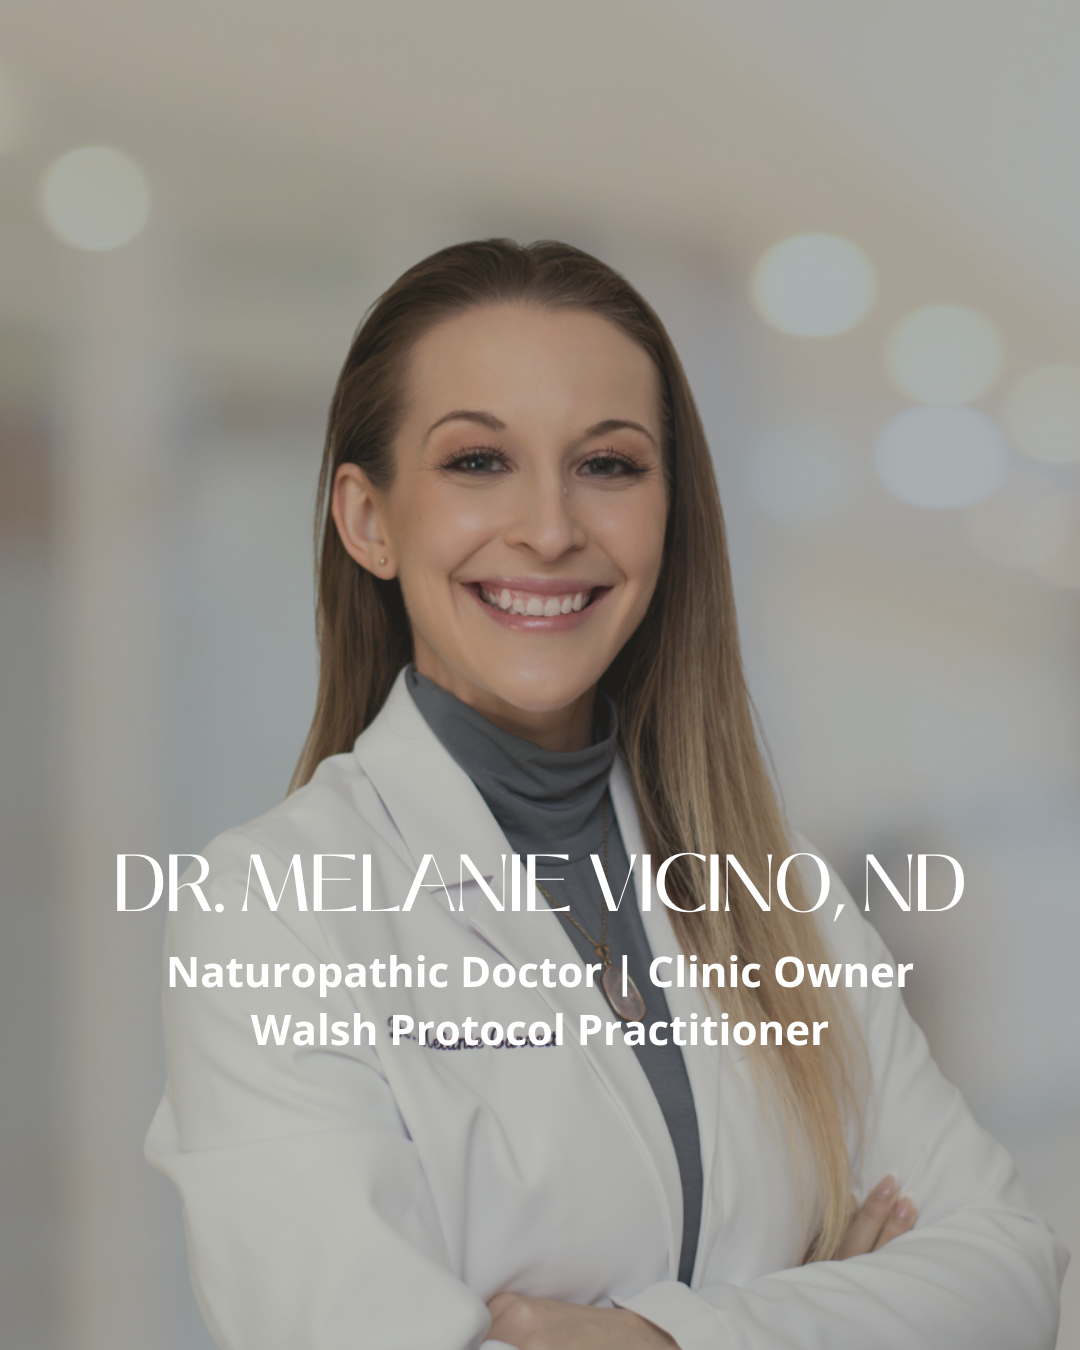 DR. MELANIE VICINO, ND
Naturopathic Doctor | Clinic Owner
Walsh Protocol Practitioner